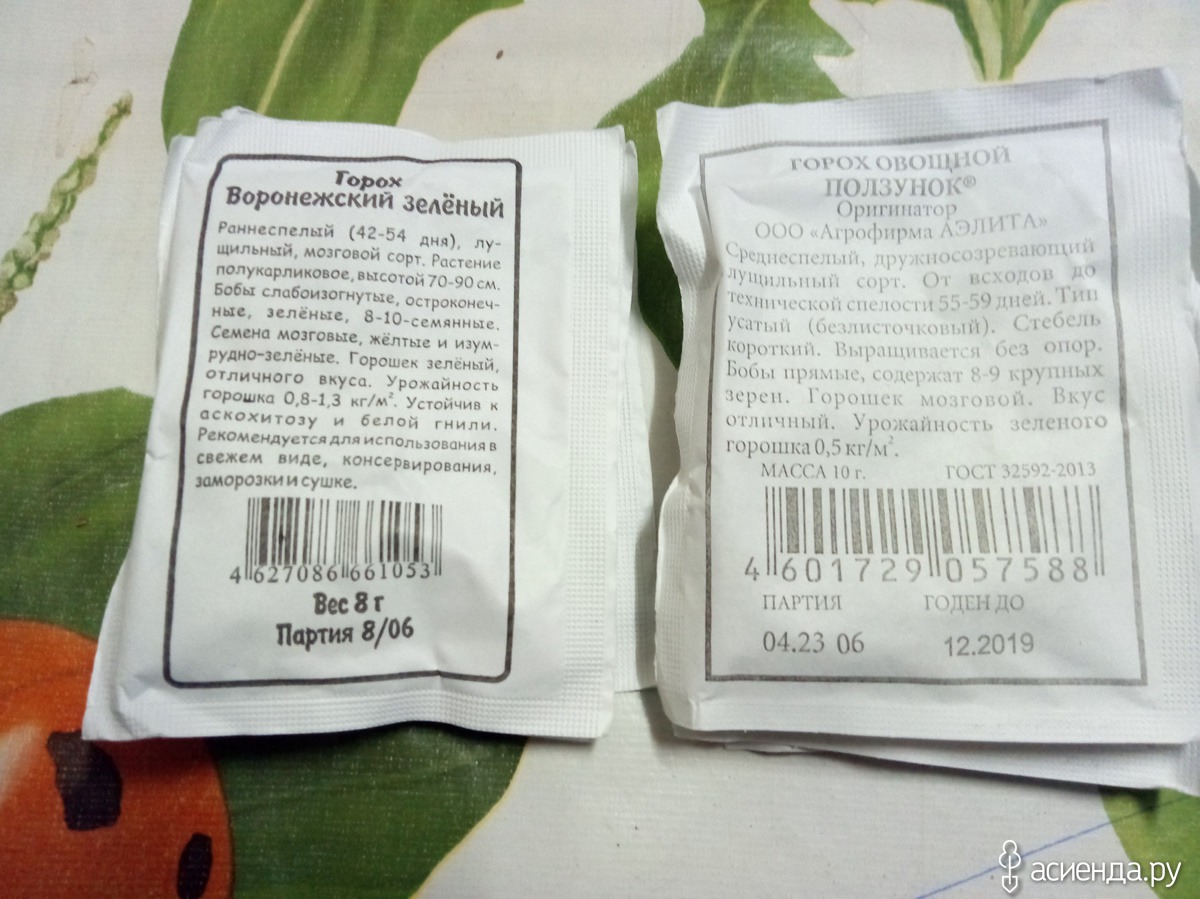 Горох
Воронежский зелёный
Раннеспелый (42-54 дня), лу-
щильный, мозговой сорт. Растение
полукарликовое, высотой 70-90 см.
Бобы слабоизогнутые, остроконеч-
ные, зелёные, 8-10-семянные.
Семена мозговые, жёлтые и изум-
рудно-зелёные. Горошек зелёный,
отличного вкуса. Урожайность
горошка 0,8-1,3 кг/м². Устойчив к
аскохитозу и белой гнили.
Рекомендуется для использования в
свежем виде, консервирования,
заморозки и сушке.
4 627086 661053
Вес 8 г
Партия 8/06
ГОРОХ ОВОЩНОЙ
ПОЛЗУНОК®
Оригинатор
ООО «Агрофирма АЭЛИТА»
Среднеспелый, дружносозревающий
лущильный сорт. От всходов до
технической спелости 55-59 дней. Тип
усатый (безлисточковый). Стебель
короткий. Выращивается без опор.
Бобы прямые, содержат 8-9 крупных
зерен. Горошек мозговой. Вкус
отличный. Урожайность зеленого
горошка 0,5 кг/м².
МАССА 10 г. ГОСТ 32592-2013
4 601729 057588
ПАРТИЯ ГОДЕН ДО
04.23 06 12.2019
асиенда.ру